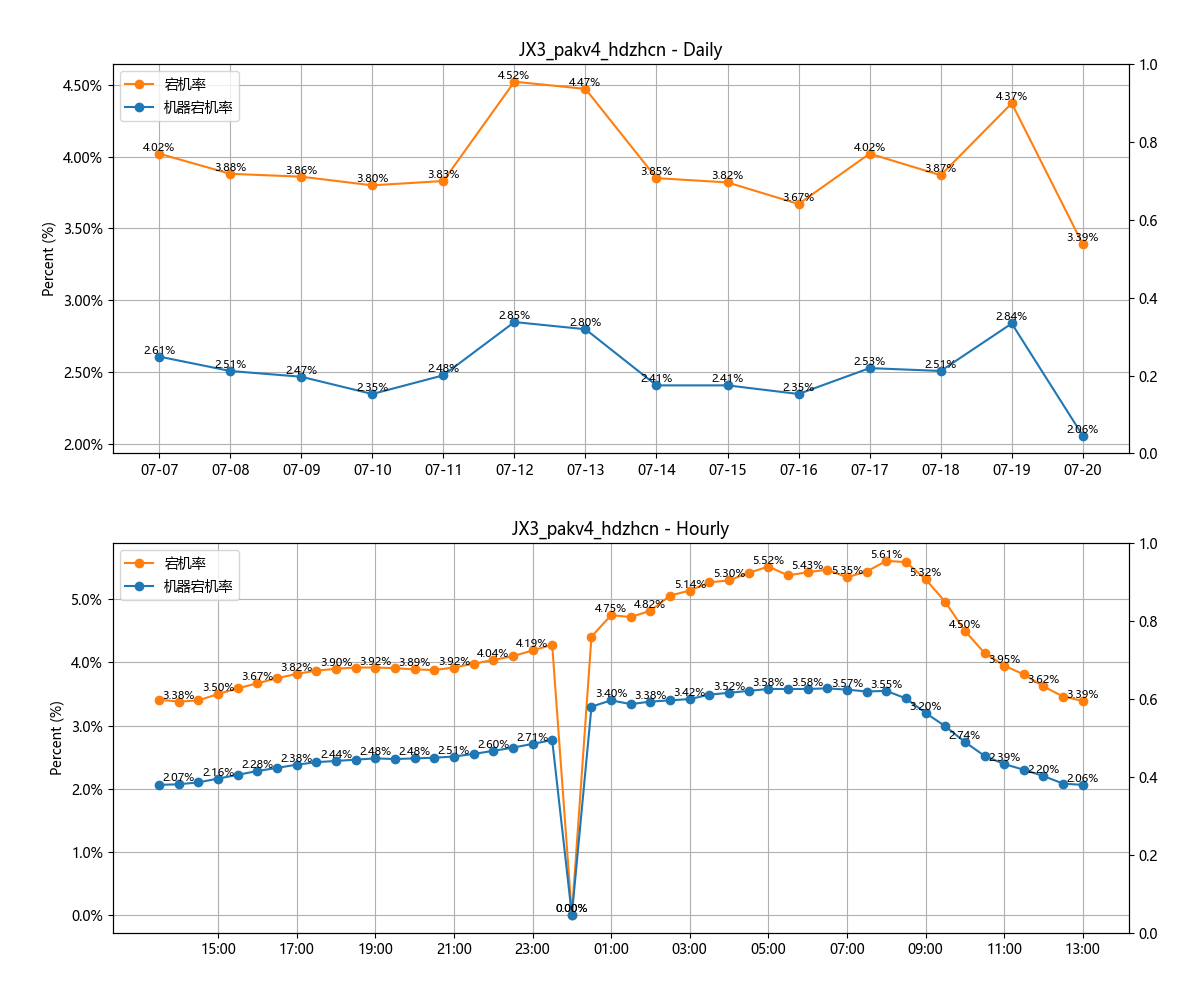 JX3_pakv4_hdzhcn - Daily
宕机率
机器宕机率
Percent (%)
4.50%
4.00%
3.50%
3.00%
2.50%
2.00%
1.0
0.8
0.6
0.4
0.2
0.0
4.02% 3.88% 3.86% 3.80% 3.83% 4.52% 4.47% 3.85% 3.82% 3.67% 4.02% 3.87% 4.37% 3.39%
2.61% 2.51% 2.47% 2.35% 2.48% 2.85% 2.80% 2.41% 2.41% 2.35% 2.53% 2.51% 2.84% 2.06%
07-07 07-08 07-09 07-10 07-11 07-12 07-13 07-14 07-15 07-16 07-17 07-18 07-19 07-20
JX3_pakv4_hdzhcn - Hourly
宕机率
机器宕机率
Percent (%)
5.0%
4.0%
3.0%
2.0%
1.0%
0.0%
1.0
0.8
0.6
0.4
0.2
0.0
3.38% 3.50% 3.67% 3.82% 3.90% 3.92% 3.89% 3.92% 4.04% 4.19% 0.00% 4.75% 4.82% 5.14% 5.30% 5.52% 5.43% 5.35% 5.61% 5.32% 4.50% 3.95% 3.62% 3.39%
2.07% 2.16% 2.28% 2.38% 2.44% 2.48% 2.48% 2.51% 2.60% 2.71% 0.00% 3.40% 3.38% 3.42% 3.52% 3.58% 3.58% 3.57% 3.55% 3.20% 2.74% 2.39% 2.20% 2.06%
15:00 17:00 19:00 21:00 23:00 01:00 03:00 05:00 07:00 09:00 11:00 13:00